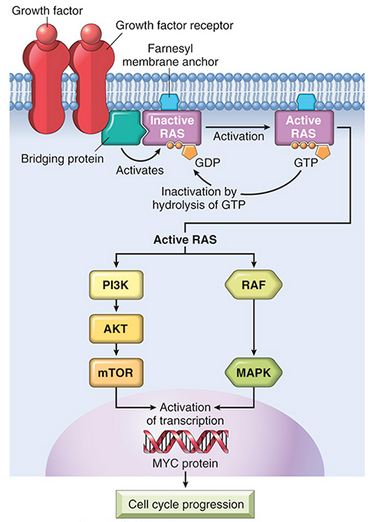 Growth factor
Growth factor receptor
Farnesyl
membrane anchor
Inactive
RAS
Activation
Active
RAS
Bridging protein
Activates
GDP
GTP
Inactivation by
hydrolysis of GTP
Active RAS
PI3K
RAF
AKT
mTOR
MAPK
Activation
of transcription
MYC protein
Cell cycle progression